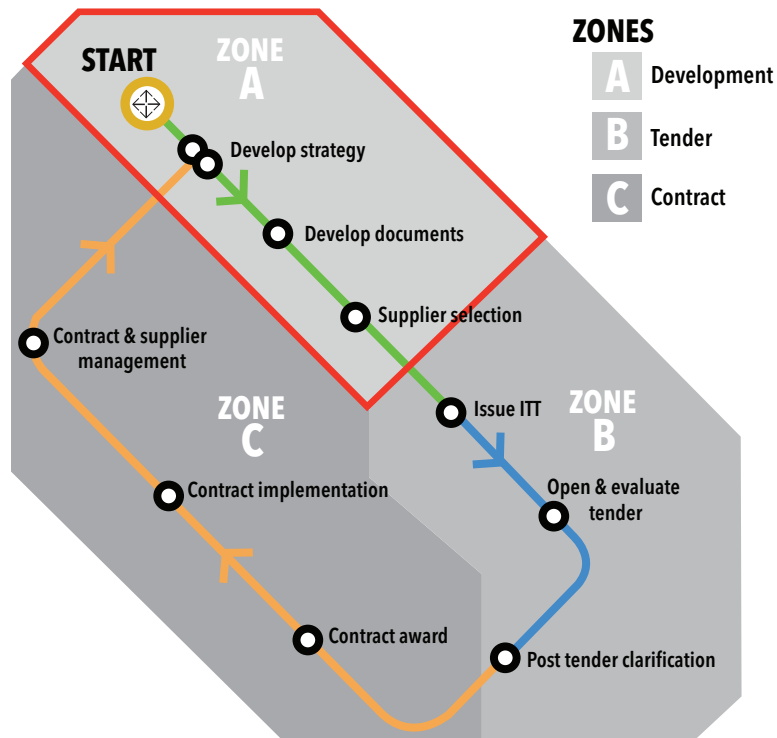 START
ZONE
A
Develop strategy
Develop documents
Supplier selection
Issue ITT
ZONE
B
Open & evaluate
tender
Post tender clarification
Contract award
Contract implementation
ZONE
C
Contract & supplier
management
ZONES
A Development
B Tender
C Contract